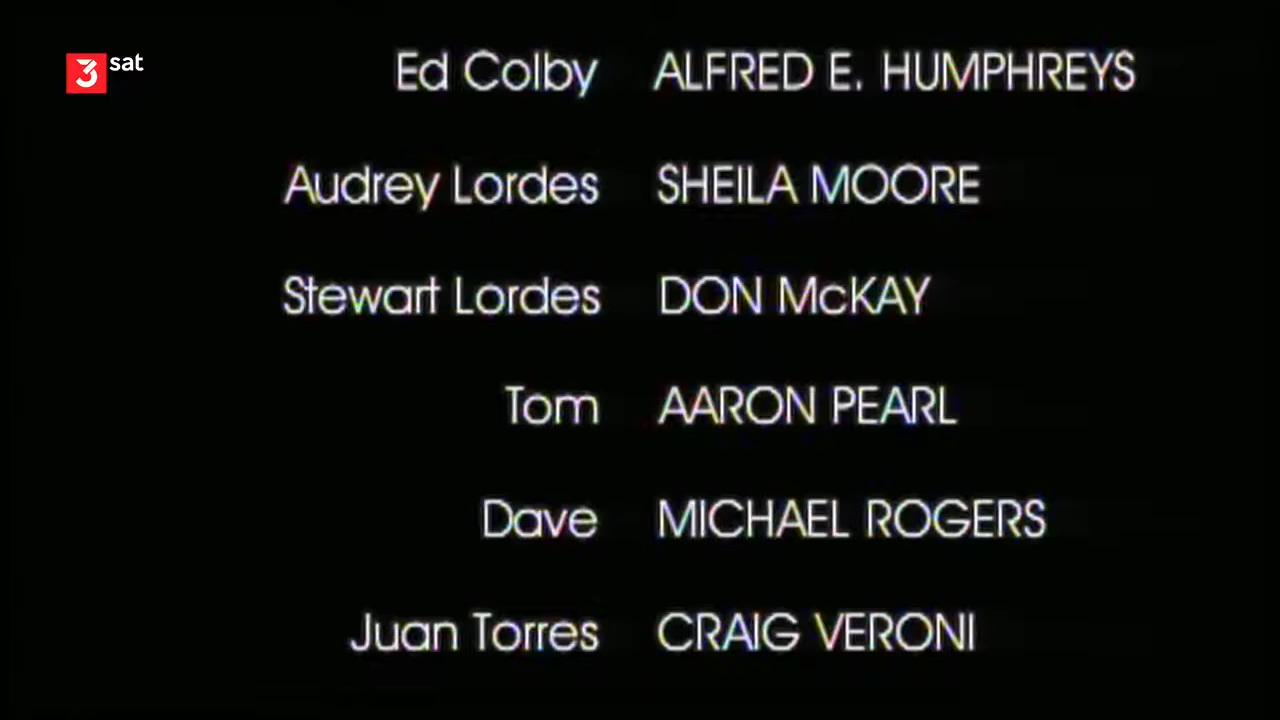 3sat
Ed Colby ALFRED E. HUMPHREYS
Audrey Lordes SHEILA MOORE
Stewart Lordes DON McKAY
Tom AARON PEARL
Dave MICHAEL ROGERS
Juan Torres CRAIG VERONI